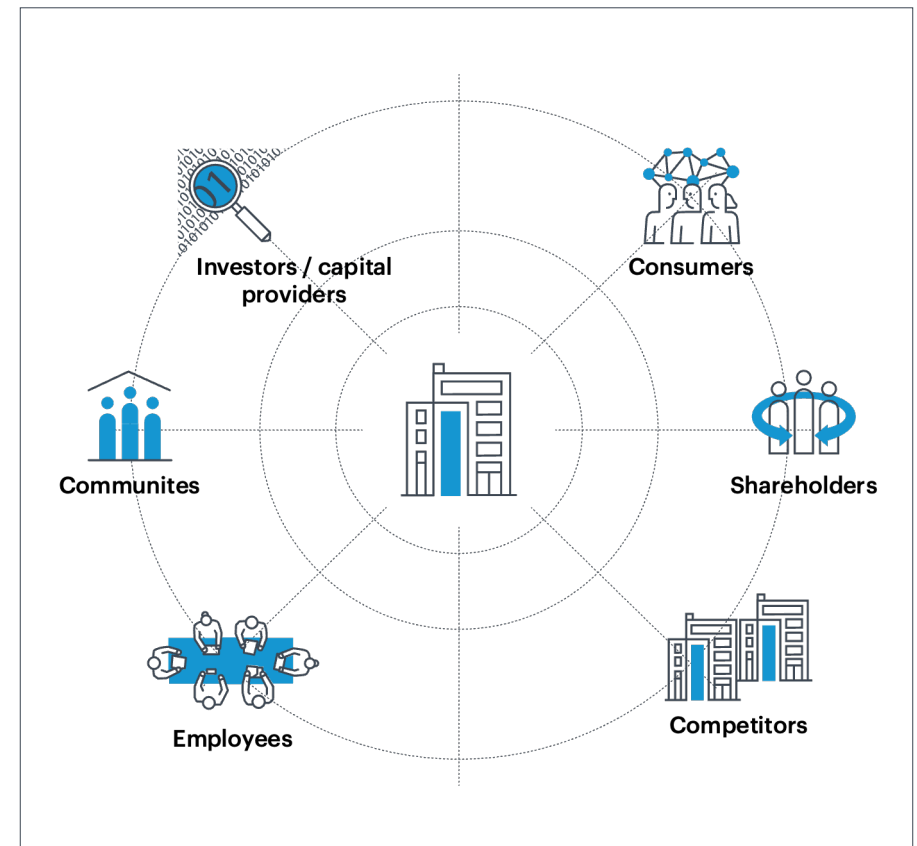 Investors / capital
providers
Consumers
Communites
Shareholders
Employees
Competitors